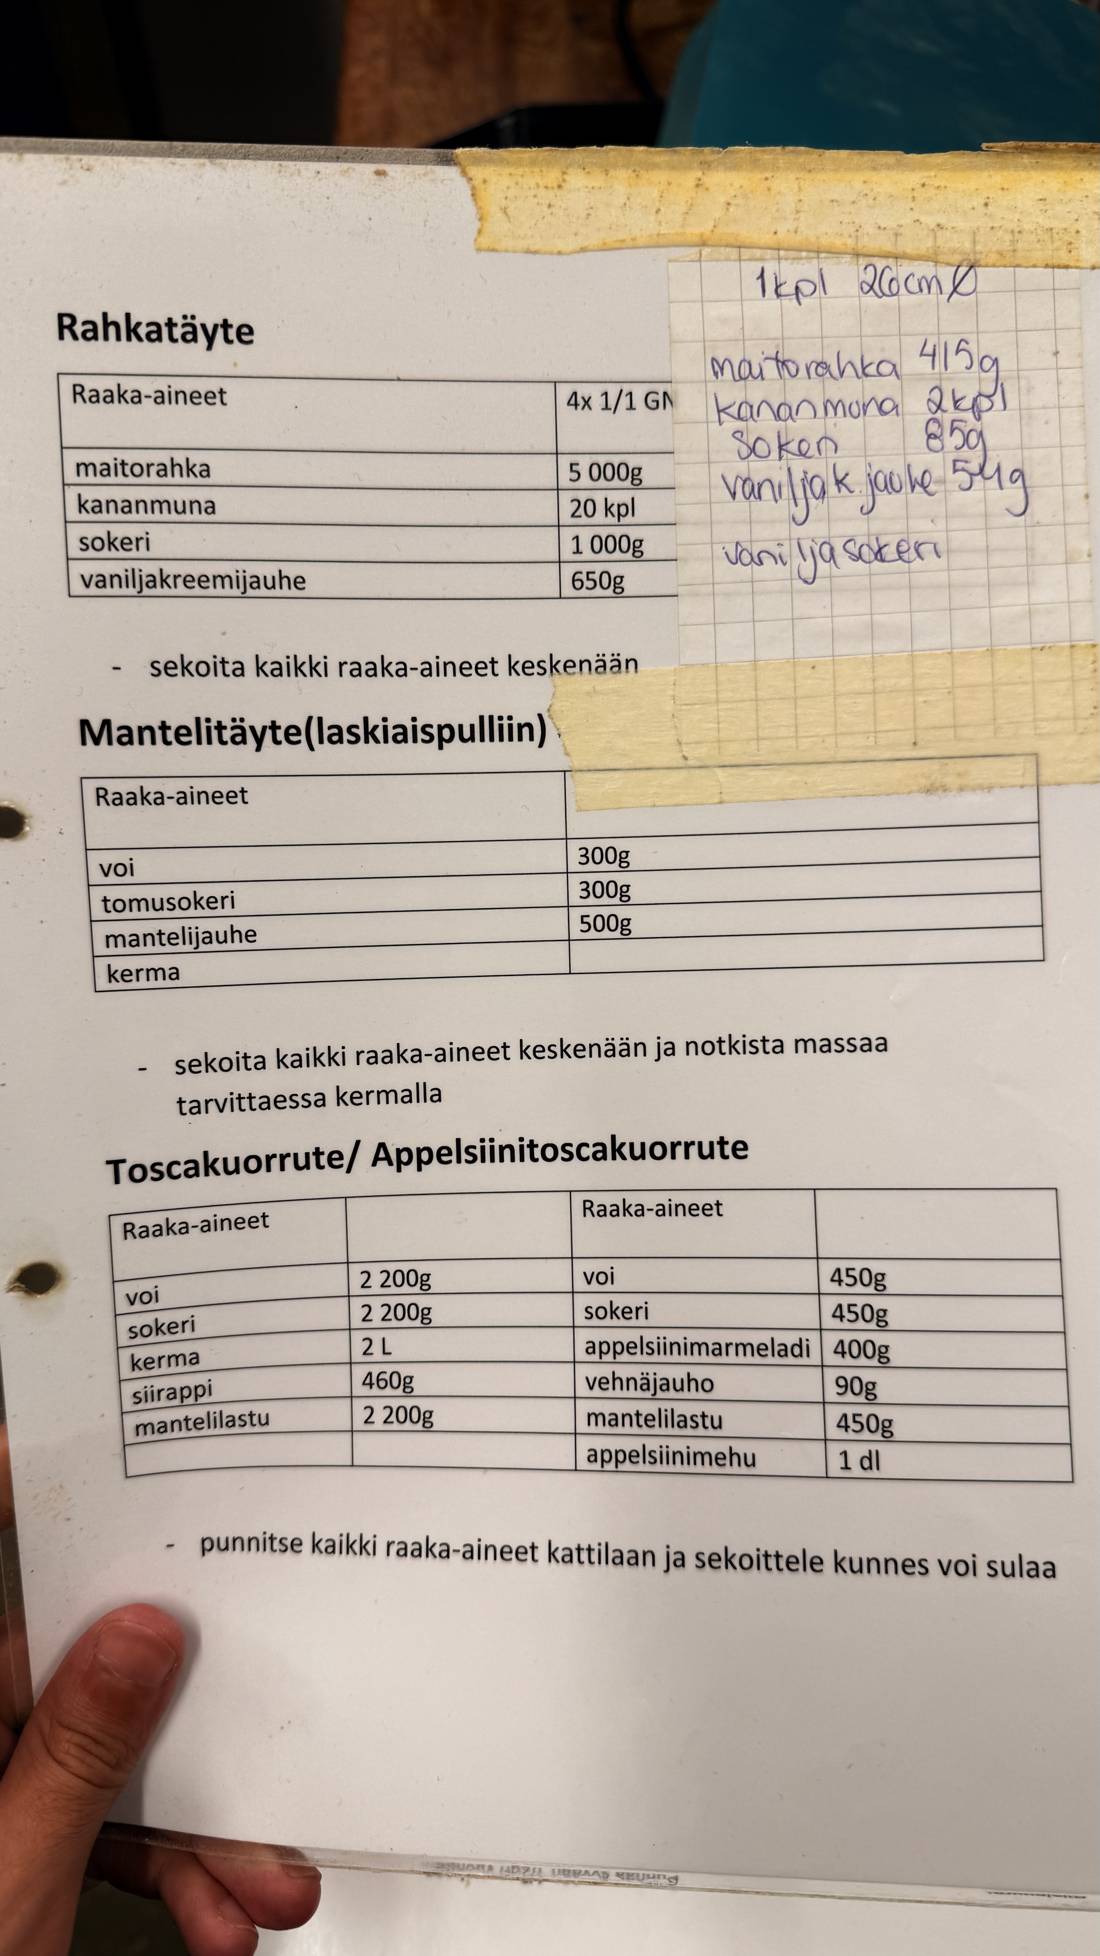 1kpl 26cm Ø
maitorahka 415g
kananmuna 2kpl
sokeri 85g
vaniljak.jauhe 54g
vaniljasokeri
Rahkatäyte
Raaka-aineet 4x 1/1 GN
maitorahka 5 000g
kananmuna 20 kpl
sokeri 1 000g
vaniljakreemijauhe 650g
- sekoita kaikki raaka-aineet keskenään
Mantelitäyte(laskiaispulliin)
Raaka-aineet
voi 300g
tomusokeri 300g
mantelijauhe 500g
kerma
- sekoita kaikki raaka-aineet keskenään ja notkista massaa
tarvittaessa kermalla
Toscakuorrute/ Appelsiinitoscakuorrute
Raaka-aineet Raaka-aineet
voi 2 200g voi 450g
sokeri 2 200g sokeri 450g
kerma 2 L appelsiinimarmeladi 400g
siirappi 460g vehnäjauho 90g
mantelilastu 2 200g mantelilastu 450g
appelsiinimehu 1 dl
- punnitse kaikki raaka-aineet kattilaan ja sekoittele kunnes voi sulaa